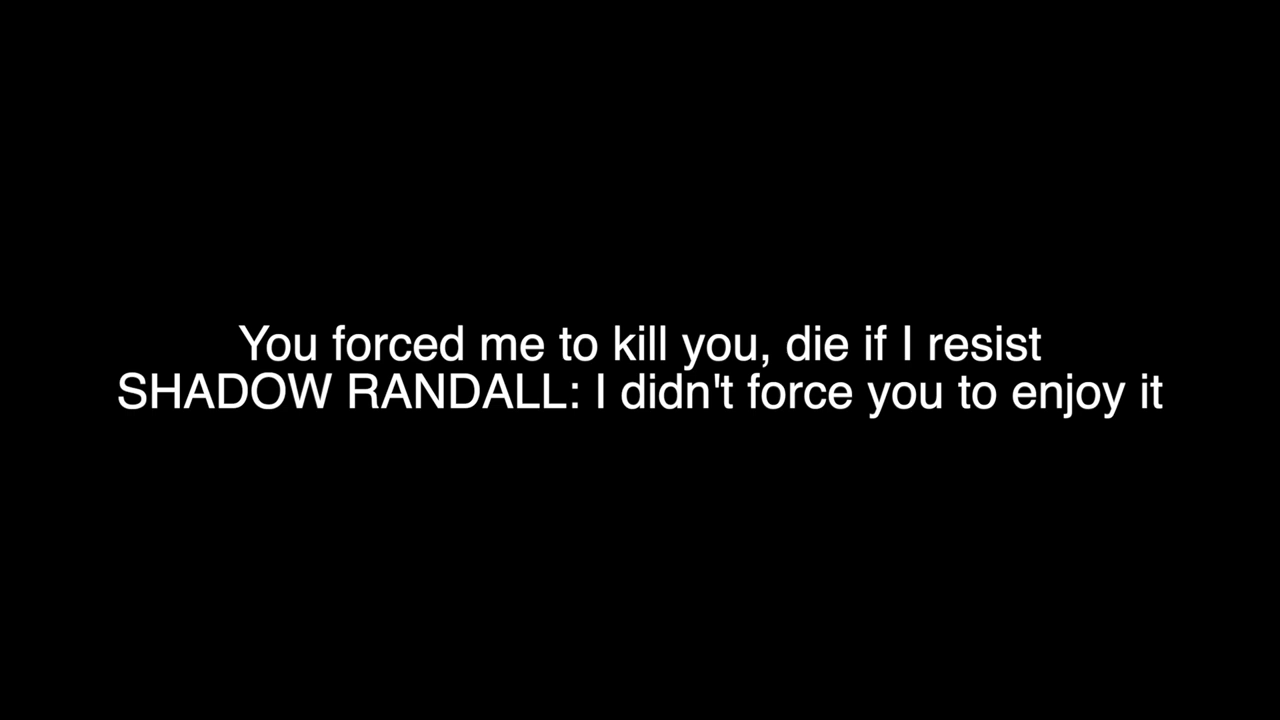 You forced me to kill you, die if I resist
SHADOW RANDALL: I didn't force you to enjoy it